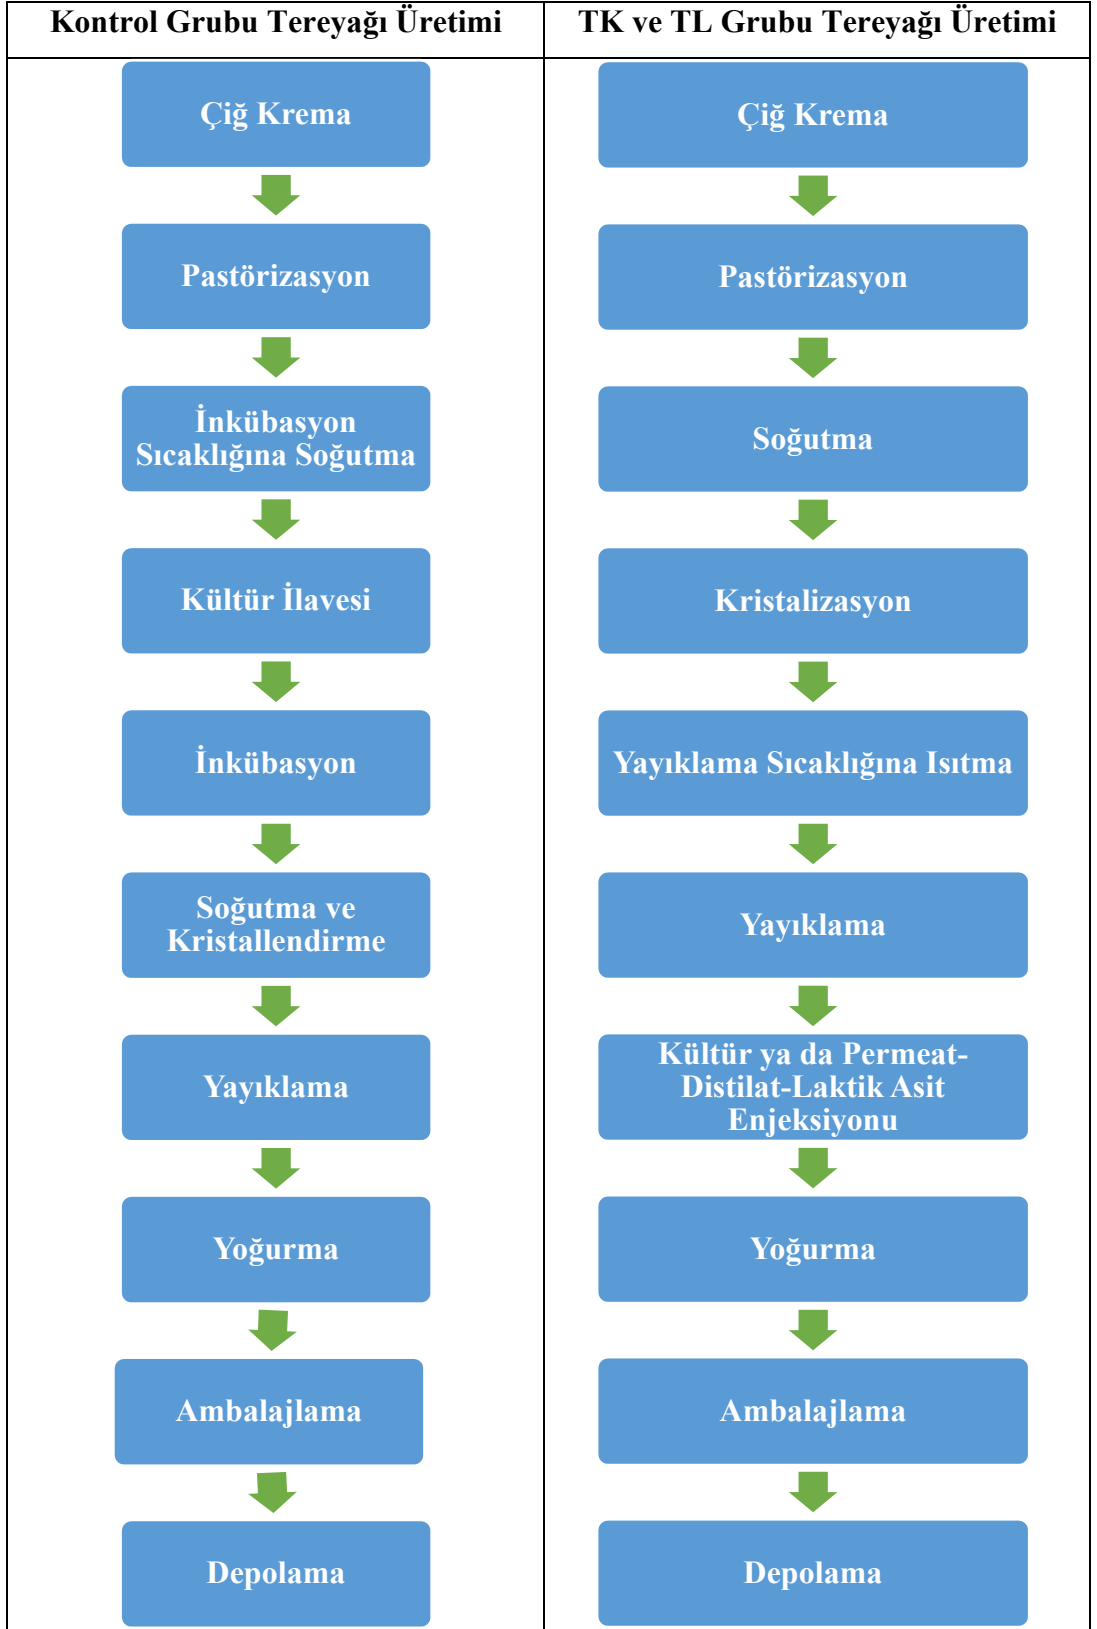 Kontrol Grubu Tereyağı Üretimi
Çiğ Krema
Pastörizasyon
İnkübasyon
Sıcaklığına Soğutma
Kültür İlavesi
İnkübasyon
Soğutma ve
Kristallendirme
Yayıklama
Yoğurma
Ambalajlama
Depolama
TK ve TL Grubu Tereyağı Üretimi
Çiğ Krema
Pastörizasyon
Soğutma
Kristalizasyon
Yayıklama Sıcaklığına Isıtma
Yayıklama
Kültür ya da Permeat-
Distilat-Laktik Asit
Enjeksiyonu
Yoğurma
Ambalajlama
Depolama